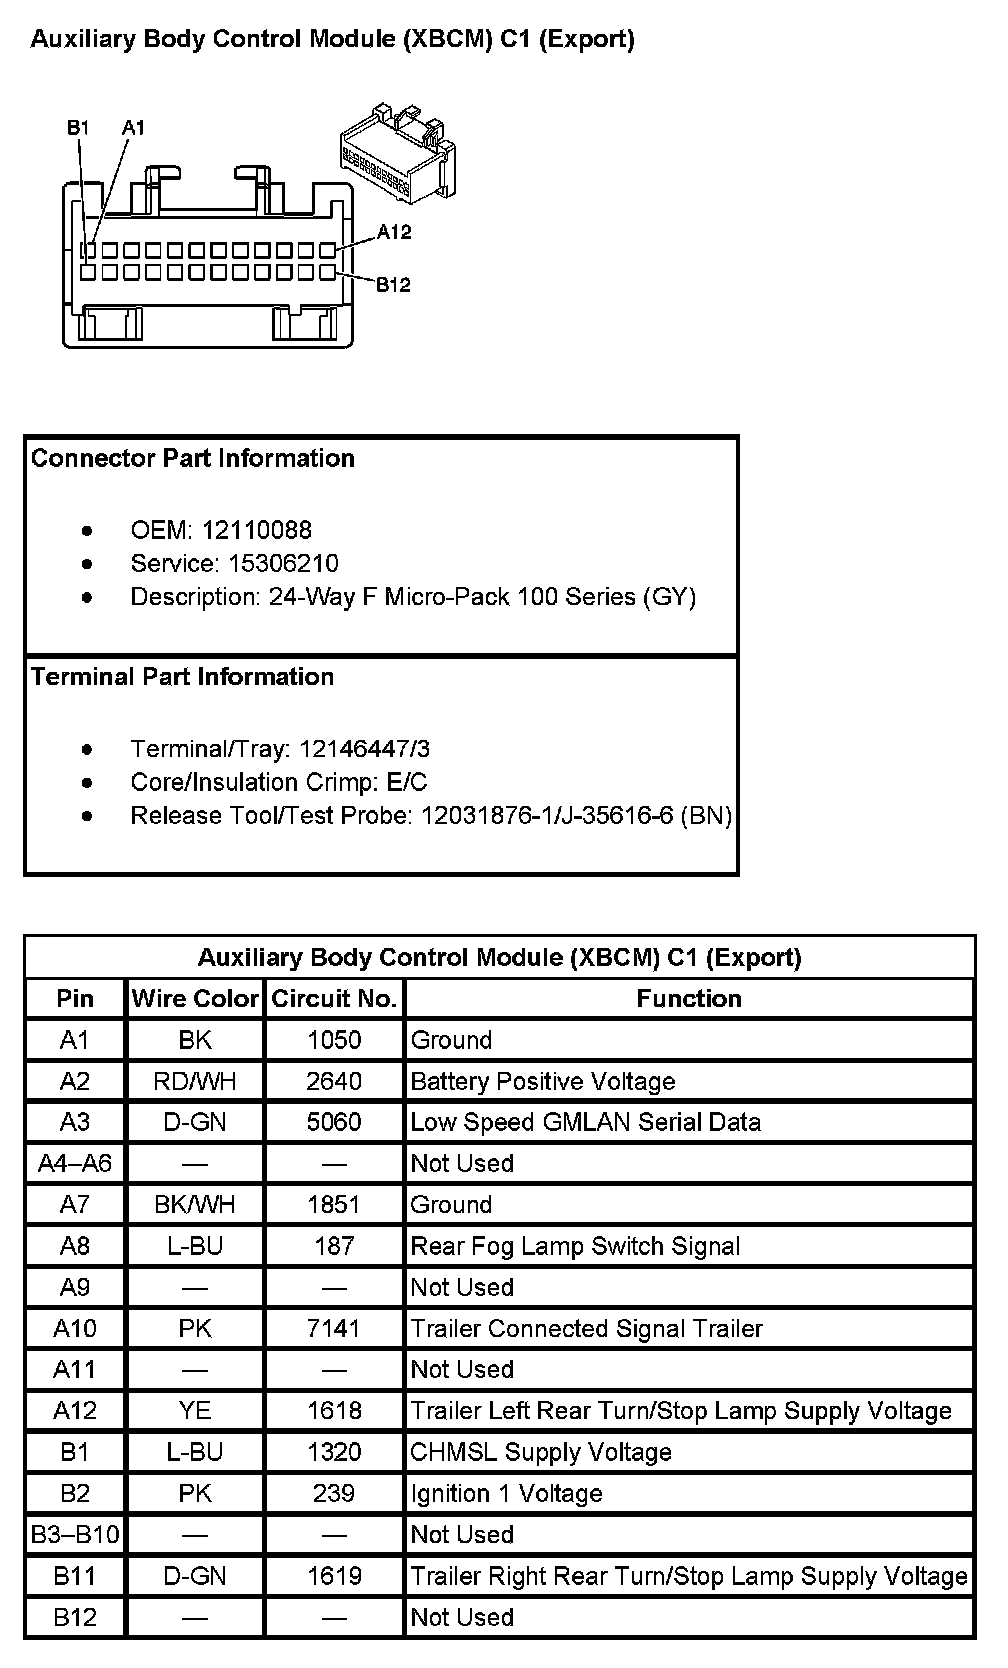 Auxiliary Body Control Module (XBCM) C1 (Export)
B1 A1
A12
B12
Connector Part Information
• OEM: 12110088
• Service: 15306210
• Description: 24-Way F Micro-Pack 100 Series (GY)
Terminal Part Information
• Terminal/Tray: 12146447/3
• Core/Insulation Crimp: E/C
• Release Tool/Test Probe: 12031876-1/J-35616-6 (BN)
Auxiliary Body Control Module (XBCM) C1 (Export)
Pin Wire Color Circuit No. Function
A1 BK 1050 Ground
A2 RD/WH 2640 Battery Positive Voltage
A3 D-GN 5060 Low Speed GMLAN Serial Data
A4–A6 — — Not Used
A7 BK/WH 1851 Ground
A8 L-BU 187 Rear Fog Lamp Switch Signal
A9 — — Not Used
A10 PK 7141 Trailer Connected Signal Trailer
A11 — — Not Used
A12 YE 1618 Trailer Left Rear Turn/Stop Lamp Supply Voltage
B1 L-BU 1320 CHMSL Supply Voltage
B2 PK 239 Ignition 1 Voltage
B3–B10 — — Not Used
B11 D-GN 1619 Trailer Right Rear Turn/Stop Lamp Supply Voltage
B12 — — Not Used